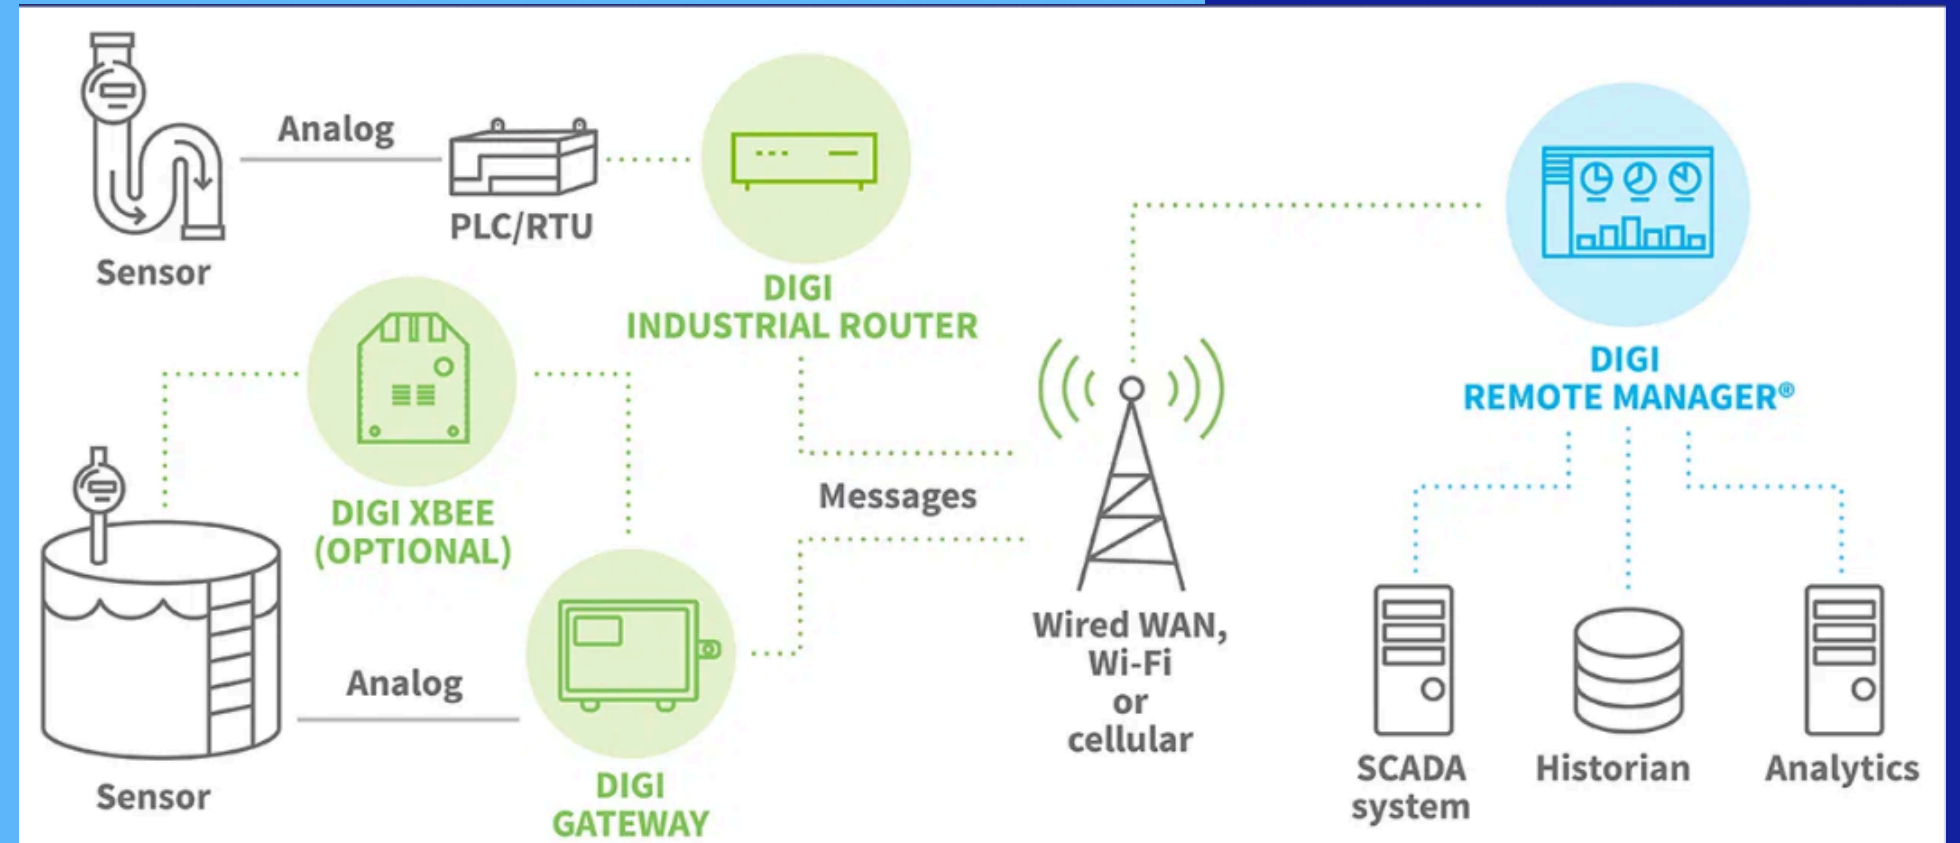 Analog
PLC/RTU
Sensor
DIGI
INDUSTRIAL ROUTER
DIGI XBEE
(OPTIONAL)
Analog
Sensor
DIGI
GATEWAY
Messages
Wired WAN,
Wi-Fi
or
cellular
DIGI
REMOTE MANAGER®
SCADA
system
Historian
Analytics